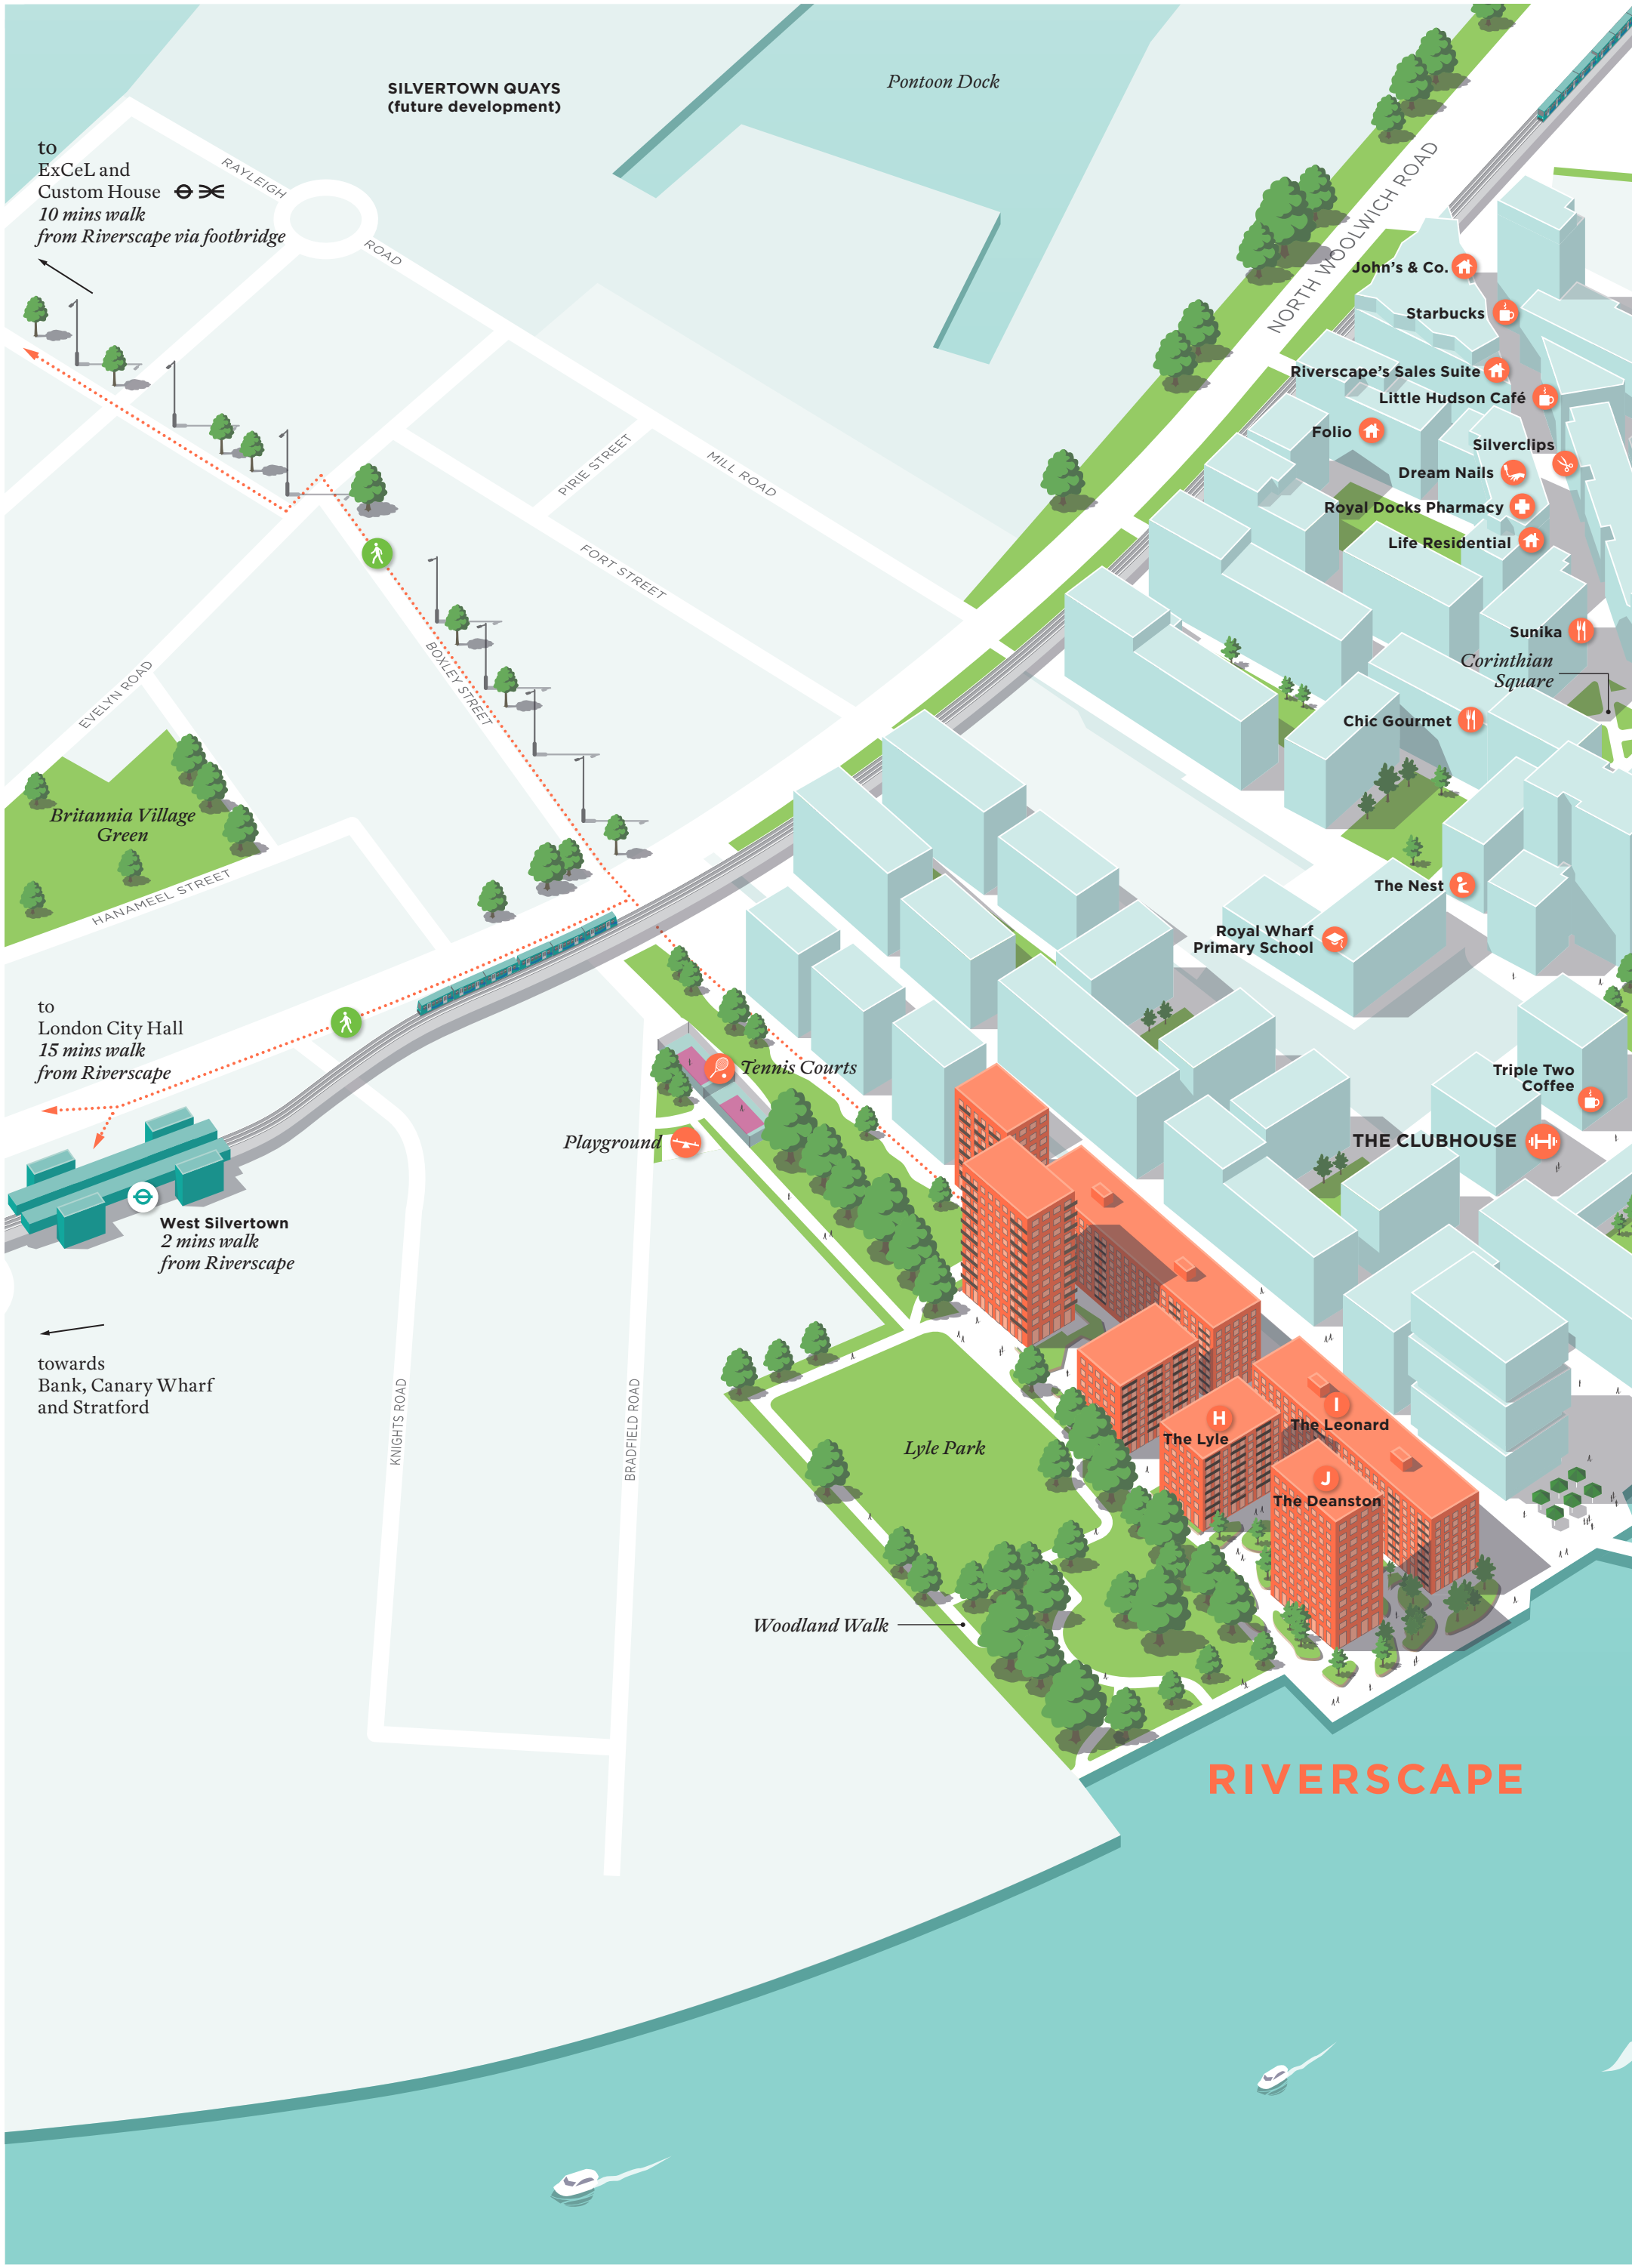 SILVERTOWN QUAYS
(future development)
Pontoon Dock
to
ExCeL and
Custom House
10 mins walk
from Riverscape via footbridge
RAYLEIGH
ROAD
NORTH WOOLWICH ROAD
John's & Co.
Starbucks
Riverscape's Sales Suite
Little Hudson Café
Folio
Silverclips
Dream Nails
Royal Docks Pharmacy
Life Residential
PIRIE STREET
MILL ROAD
FORT STREET
Sunika
Corinthian
Square
EVELYN ROAD
BOXLEY STREET
Chic Gourmet
Britannia Village
Green
HANAMEEL STREET
The Nest
Royal Wharf
Primary School
to
London City Hall
15 mins walk
from Riverscape
Tennis Courts
Triple Two
Coffee
Playground
THE CLUBHOUSE
West Silvertown
2 mins walk
from Riverscape
towards
Bank, Canary Wharf
and Stratford
KNIGHTS ROAD
BRADFIELD ROAD
Lyle Park
H
The Lyle
I
The Leonard
J
The Deanston
Woodland Walk
RIVERSCAPE